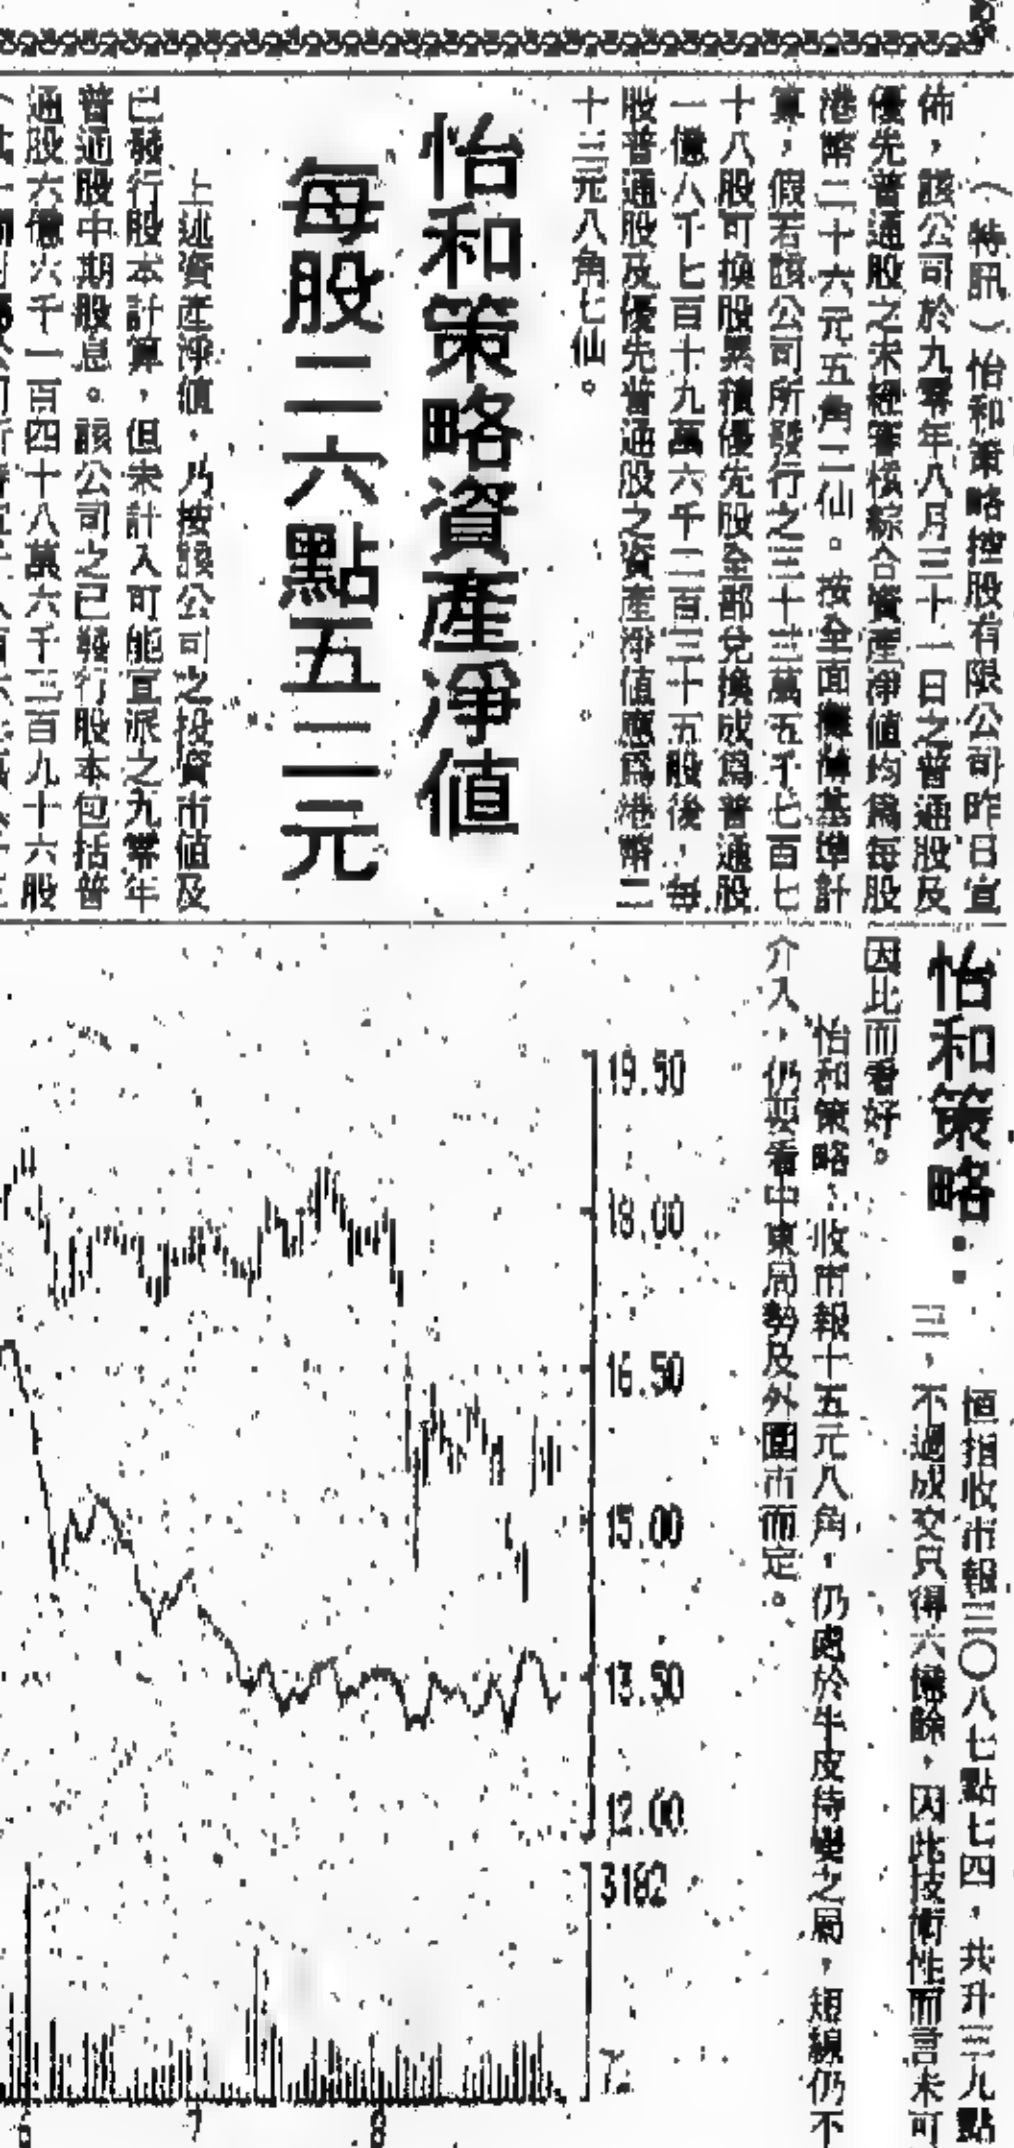 怡和策略資產淨值
每股二六點五二元
(特訊)怡和策略控股有限公司昨日宣
佈,該公司於九零年八月三十一日之普通股及
優先普通股之未經審核綜合資產淨值均為每股
港幣二十六元五角二仙。按全面攤薄基準計
算,假若該公司所發行之三十三萬五千七百七
十八股可換股累積優先股全部兌換成為普通股
一億八千七百十九萬六千二百三十五股後,每
股普通股及優先普通股之資產淨值應為港幣二
十三元八角七仙。
上述資產淨值,乃按該公司之投資市值及
已發行股本計算,但未計入可能宣派之九零年
普通股中期股息。該公司之已發行股本包括普
通股六億六千一百四十八萬六千三百九十六股
怡和策略:
恒指收市報三〇八七點七四,共升三九點
三,不過成交只得六億餘,因此技術性而言未可
因此而看好。
怡和策略:收市報十五元八角,仍處於牛皮待變之局,短線仍不
介入,仍要看中東局勢及外圍市而定。
19.50
18.00
16.50
15.00
13.50
12.00
3182
6 7 8